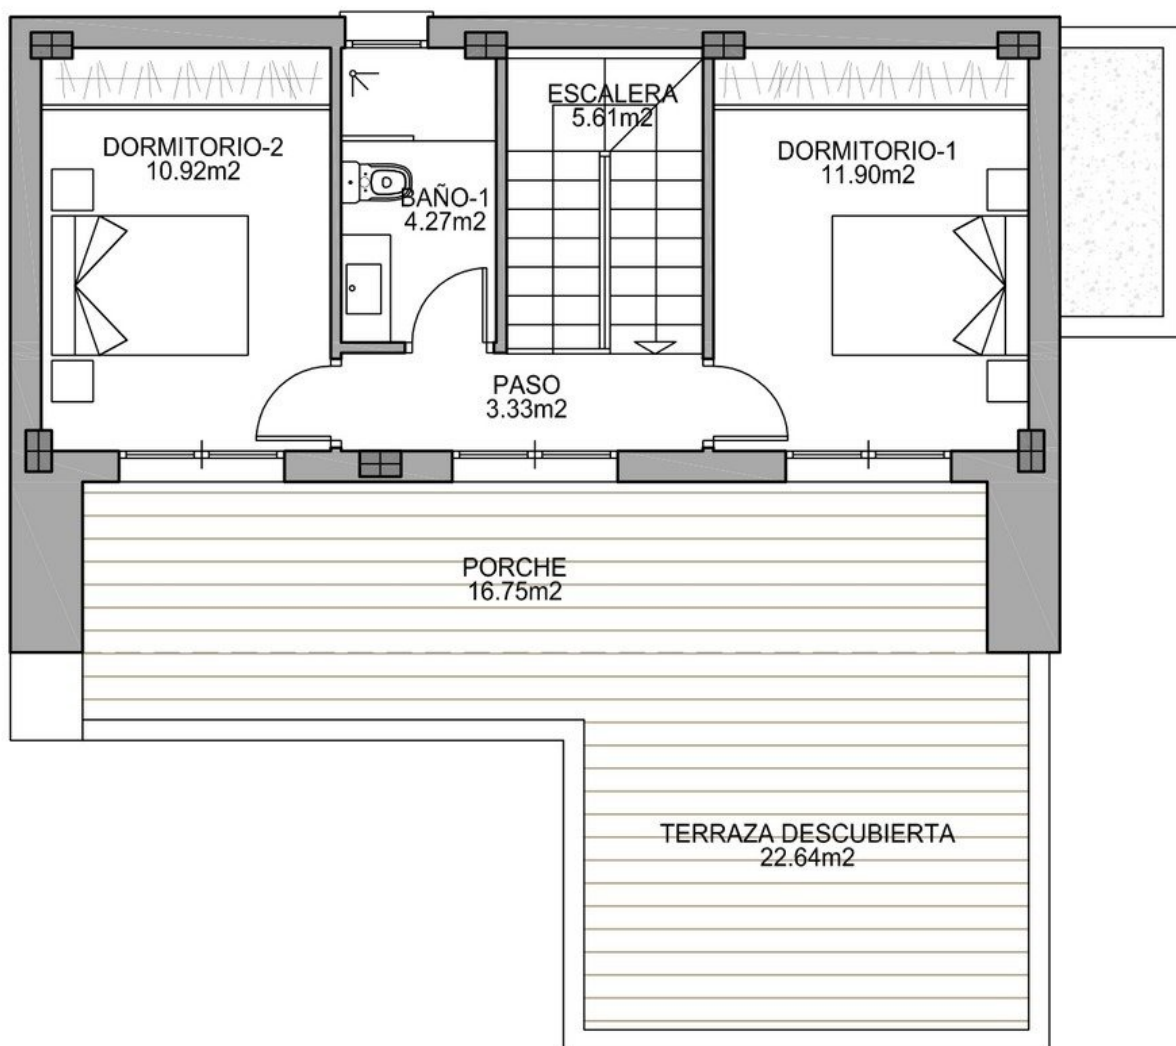 ESCALERA
5.61m2
DORMITORIO-2
10.92m2
DORMITORIO-1
11.90m2
BAÑO-1
4.27m2
PASO
3.33m2
PORCHE
16.75m2
TERRAZA DESCUBIERTA
22.64m2